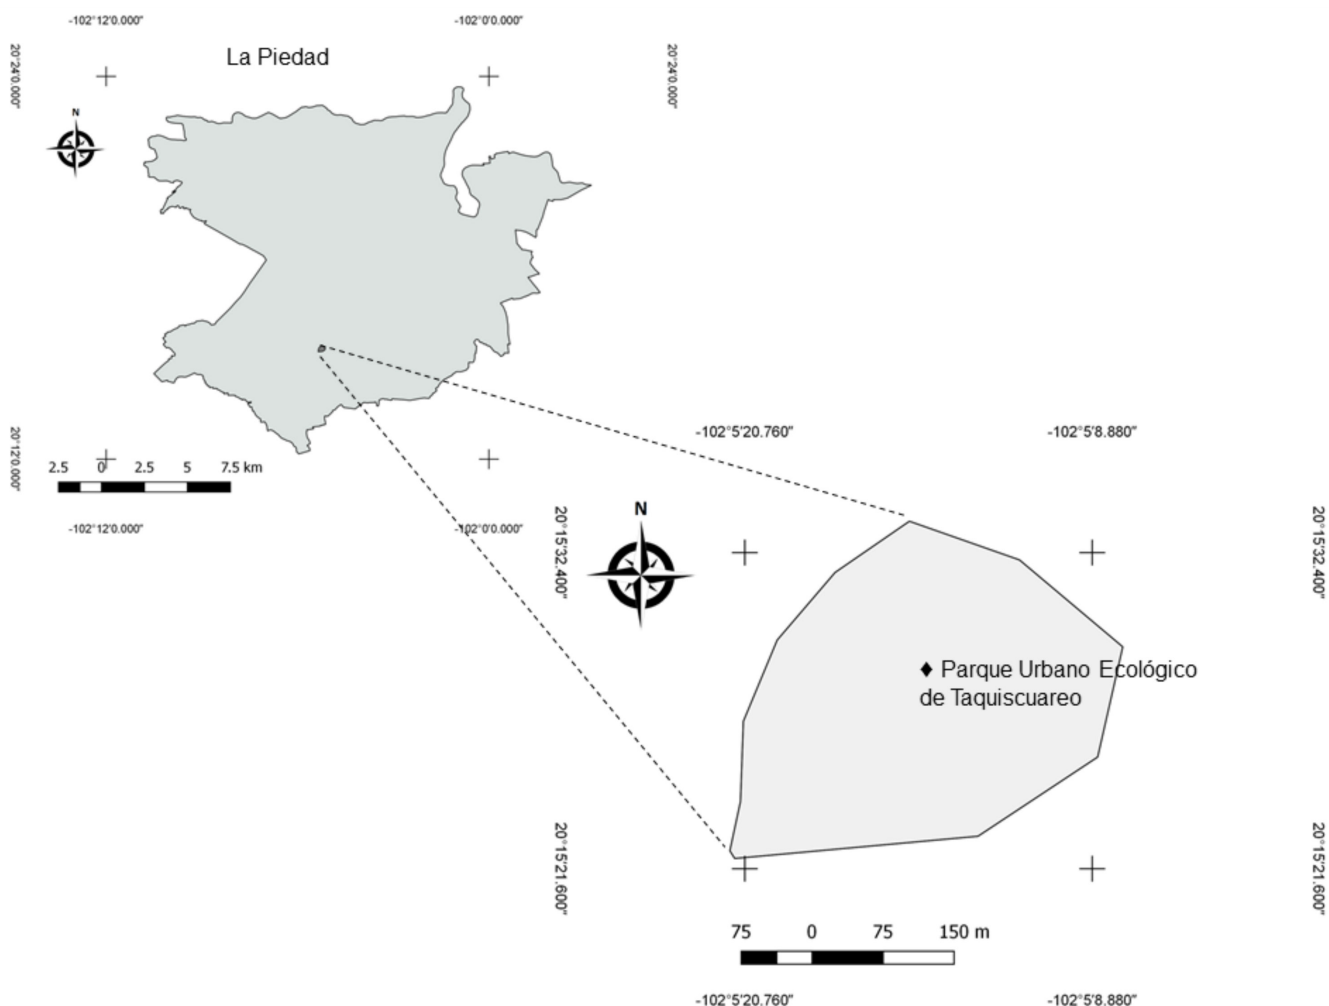 -102°12'0.000" -102°0'0.000"
La Piedad
20°24'0.000" 20°24'0.000"
N
20°12'0.000"
2.5 0 2.5 5 7.5 km
-102°12'0.000" -102°0'0.000"
-102°5'20.760" -102°5'8.880"
N
20°15'32.400" 20°15'32.400"
♦ Parque Urbano Ecológico
de Taquiscuareo
20°15'21.600" 20°15'21.600"
75 0 75 150 m
-102°5'20.760" -102°5'8.880"